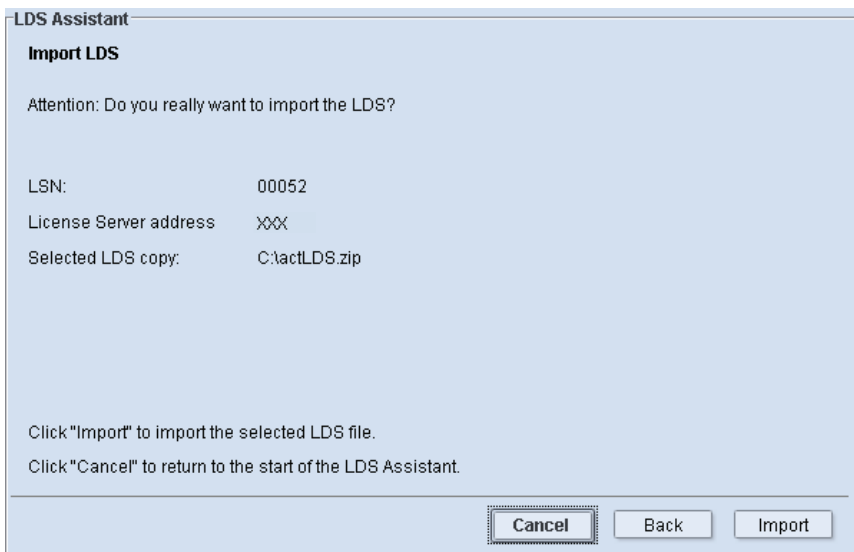 LDS Assistant
Import LDS
Attention: Do you really want to import the LDS?
LSN: 00052
License Server address XXX
Selected LDS copy: C:\actLDS.zip
Click "Import" to import the selected LDS file.
Click "Cancel" to return to the start of the LDS Assistant.
Cancel Back Import